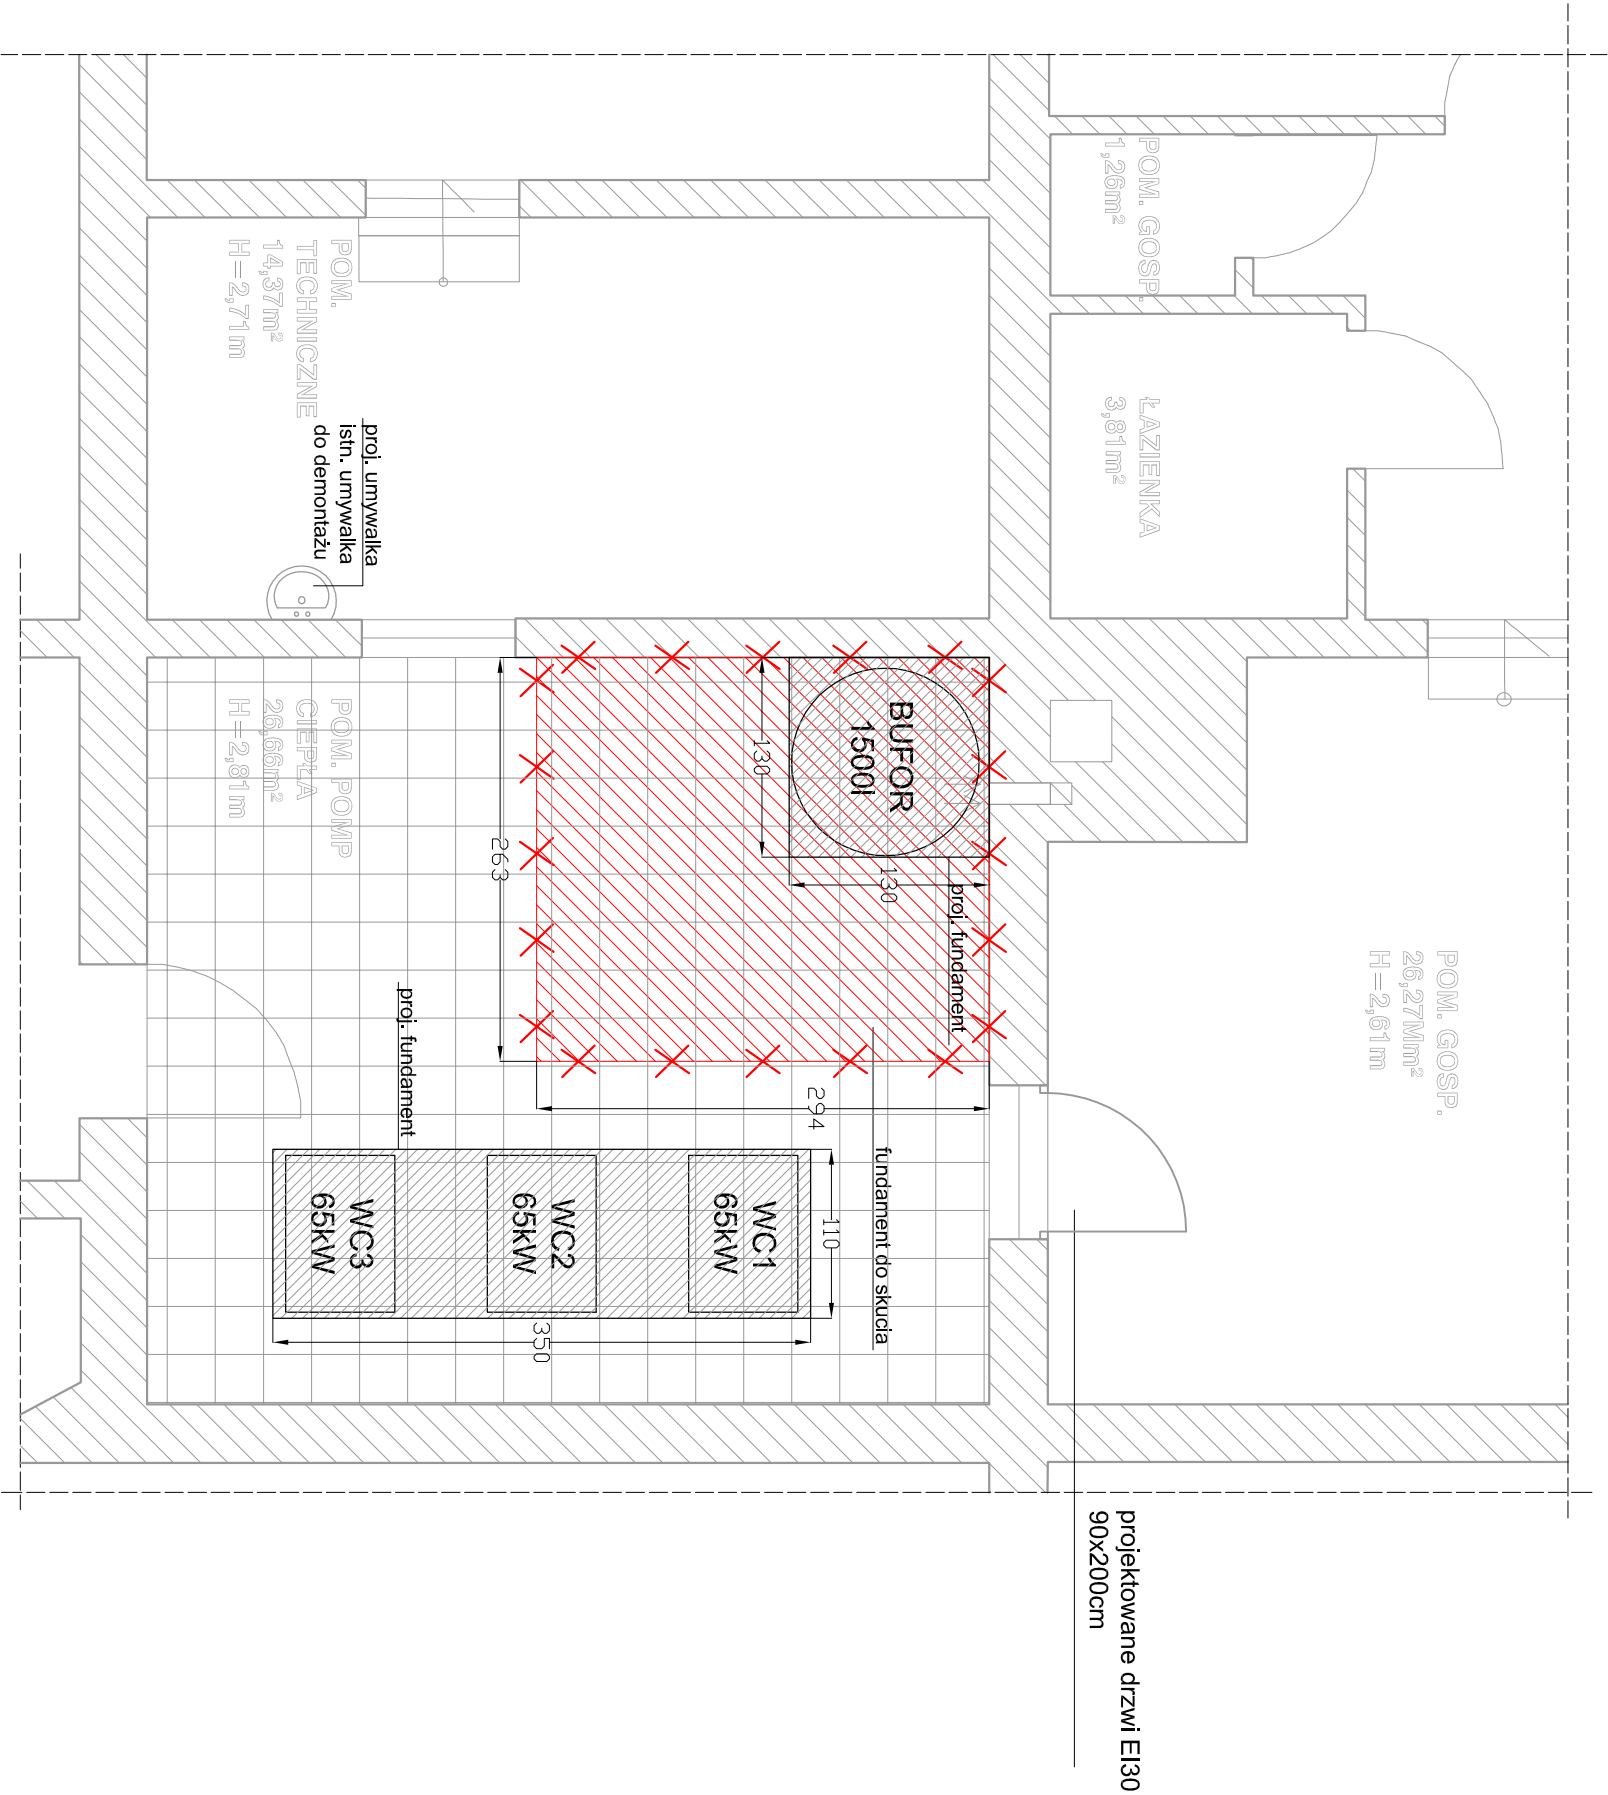 POM. GOSP.
1,26m²
ŁAZIENKA
3,81m²
POM. GOSP.
26,27Mm²
H=2,61m
POM.
TECHNICZNE
14,37m²
H=2,71m
proj. umywalka
istn. umywalka
do demontażu
POM. POMP
CIEPŁA
26,66m²
H=2,81m
BUFOR
1500l
130
130
proj. fundament
263
294
fundament do skucia
proj. fundament
WC1
65kW
WC2
65kW
WC3
65kW
110
350
projektowane drzwi EI30
90x200cm